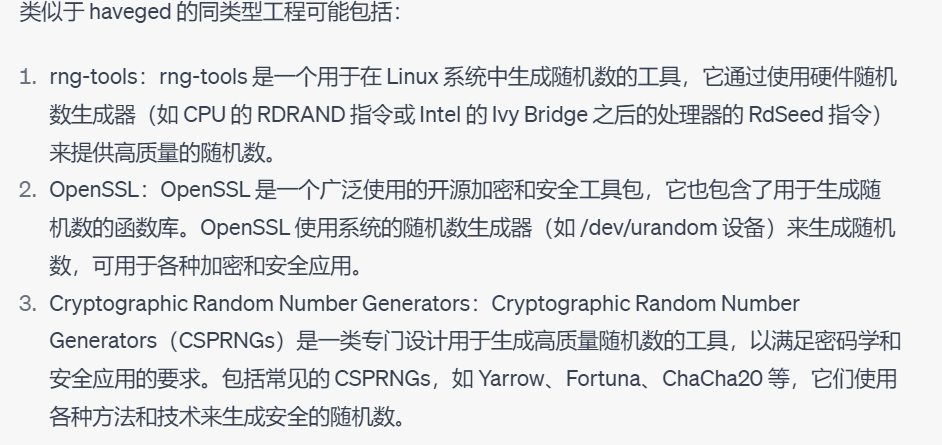 类似于 haveged 的同类型工程可能包括：
1. rng-tools：rng-tools 是一个用于在 Linux 系统中生成随机数的工具，它通过使用硬件随机
数生成器（如 CPU 的 RDRAND 指令或 Intel 的 Ivy Bridge 之后的处理器的 RdSeed 指令）
来提供高质量的随机数。
2. OpenSSL：OpenSSL 是一个广泛使用的开源加密和安全工具包，它也包含了用于生成随
机数的函数库。OpenSSL 使用系统的随机数生成器（如 /dev/urandom 设备）来生成随机
数，可用于各种加密和安全应用。
3. Cryptographic Random Number Generators：Cryptographic Random Number
Generators（CSPRNGs）是一类专门设计用于生成高质量随机数的工具，以满足密码学和
安全应用的要求。包括常见的 CSPRNGs，如 Yarrow、Fortuna、ChaCha20 等，它们使用
各种方法和技术来生成安全的随机数。